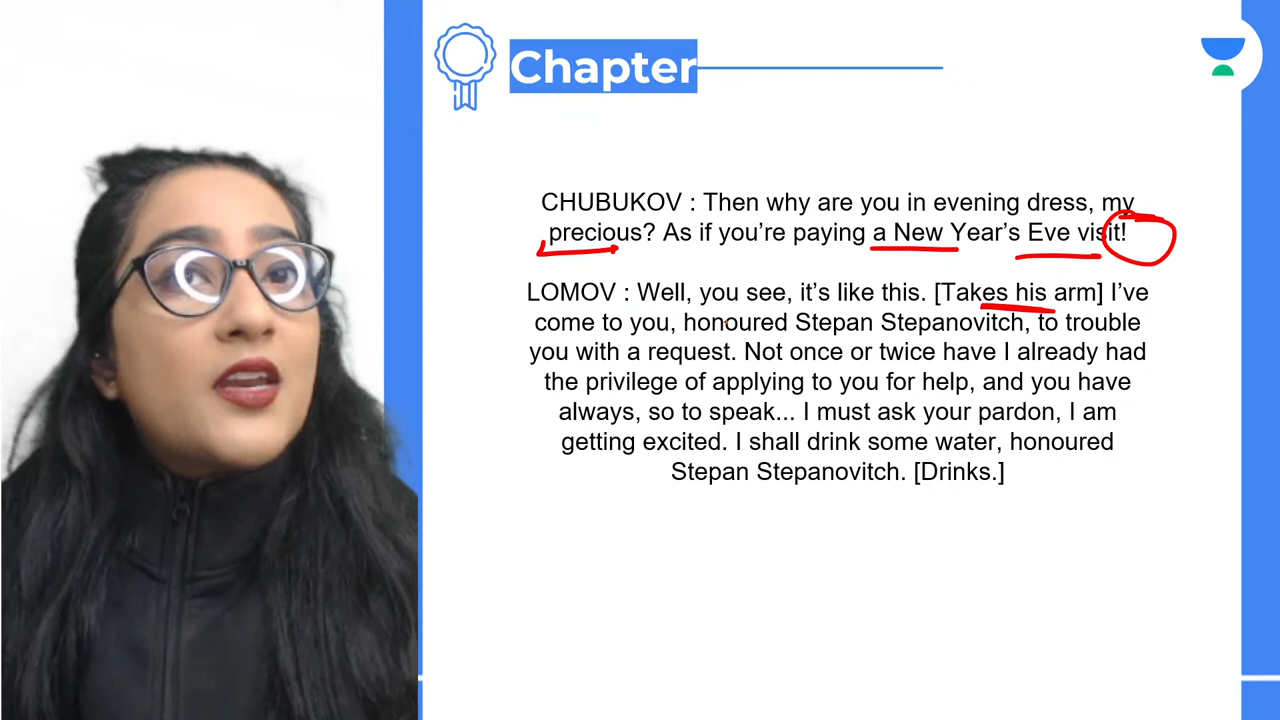 Chapter
CHUBUKOV : Then why are you in evening dress, my
precious? As if you’re paying a New Year’s Eve visit!
LOMOV : Well, you see, it’s like this. [Takes his arm] I’ve
come to you, honoured Stepan Stepanovitch, to trouble
you with a request. Not once or twice have I already had
the privilege of applying to you for help, and you have
always, so to speak... I must ask your pardon, I am
getting excited. I shall drink some water, honoured
Stepan Stepanovitch. [Drinks.]